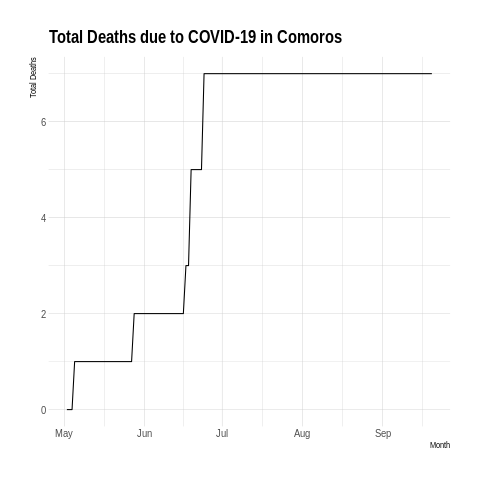 Total Deaths due to COVID-19 in Comoros
Total Deaths
6
4
2
0
May Jun Jul Aug Sep
Month